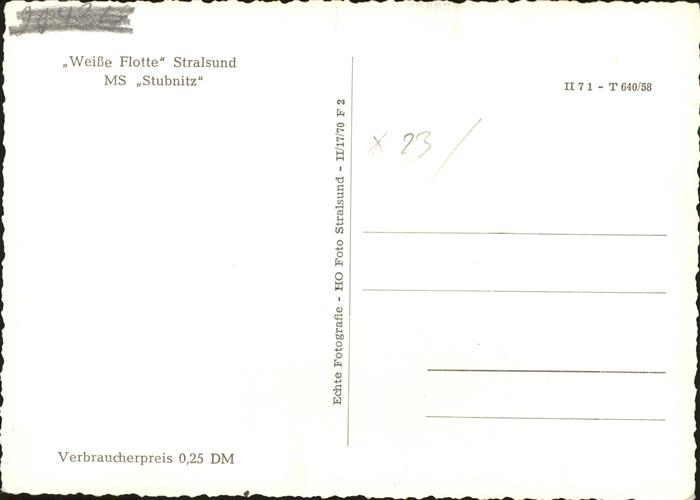 „Weiße Flotte“ Stralsund
MS „Stubnitz“
II 7 1 - T 640/58
x 23/
Echte Fotografie - HO Foto Stralsund - II/17/70 F 2
Verbraucherpreis 0,25 DM